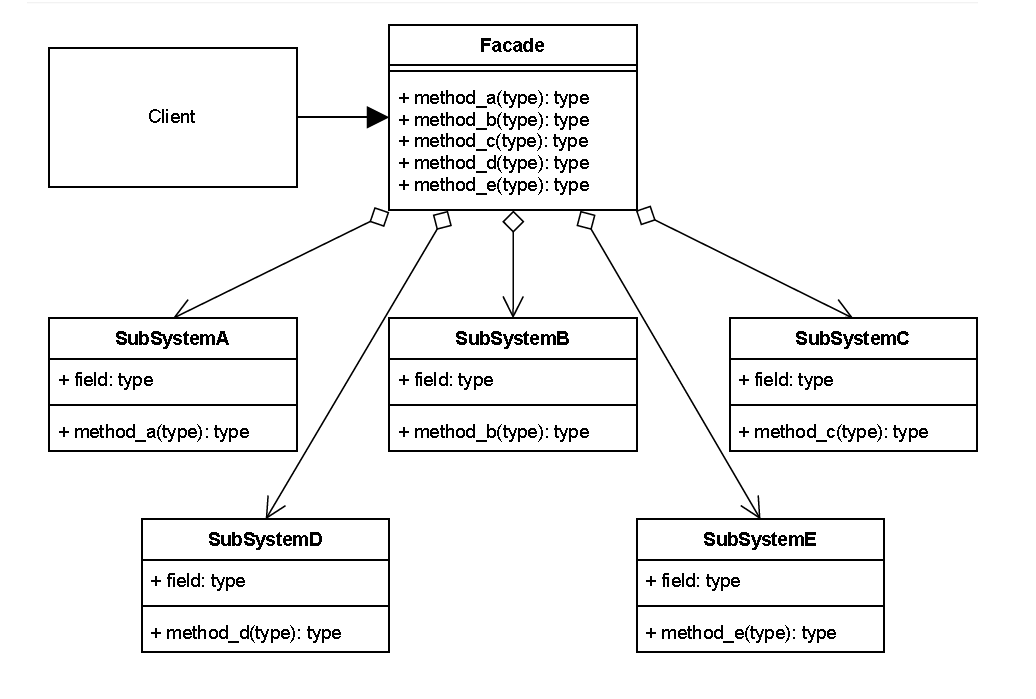 Client
Facade
+ method_a(type): type
+ method_b(type): type
+ method_c(type): type
+ method_d(type): type
+ method_e(type): type
SubSystemA
+ field: type
+ method_a(type): type
SubSystemB
+ field: type
+ method_b(type): type
SubSystemC
+ field: type
+ method_c(type): type
SubSystemD
+ field: type
+ method_d(type): type
SubSystemE
+ field: type
+ method_e(type): type